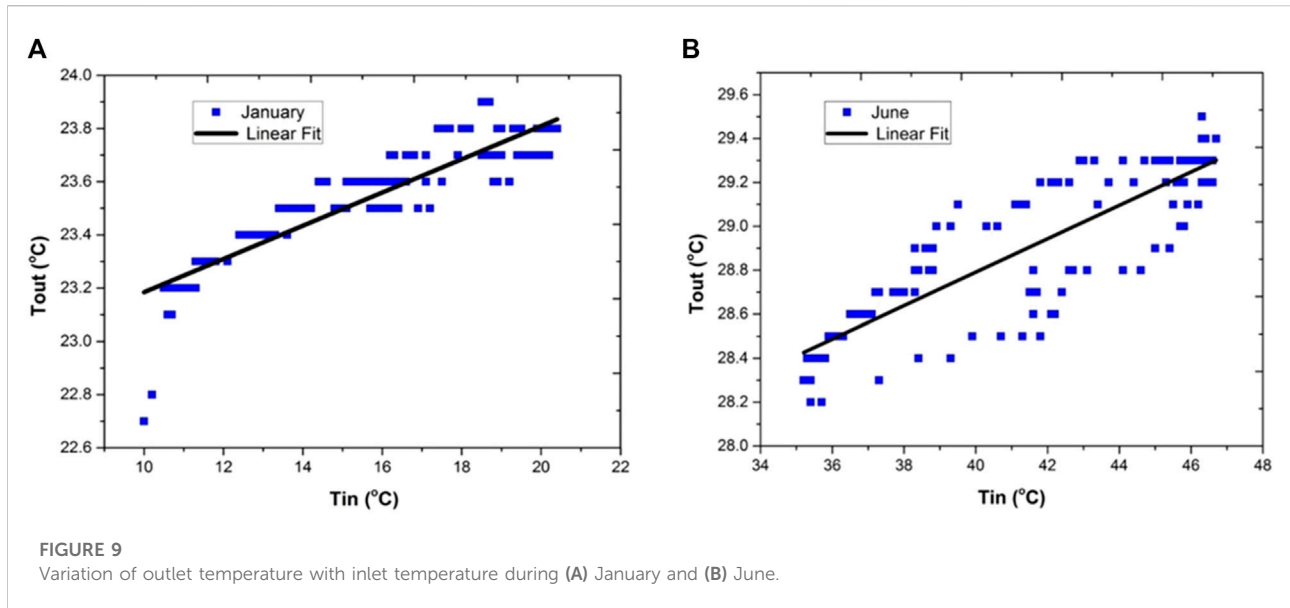 A
24.0
23.8
23.6
23.4
23.2
23.0
22.8
22.6
Tout (°C)
January
Linear Fit
10 12 14 16 18 20 22
Tin (°C)
B
29.6
29.4
29.2
29.0
28.8
28.6
28.4
28.2
28.0
Tout (°C)
June
Linear Fit
34 36 38 40 42 44 46 48
Tin (°C)
FIGURE 9
Variation of outlet temperature with inlet temperature during (A) January and (B) June.